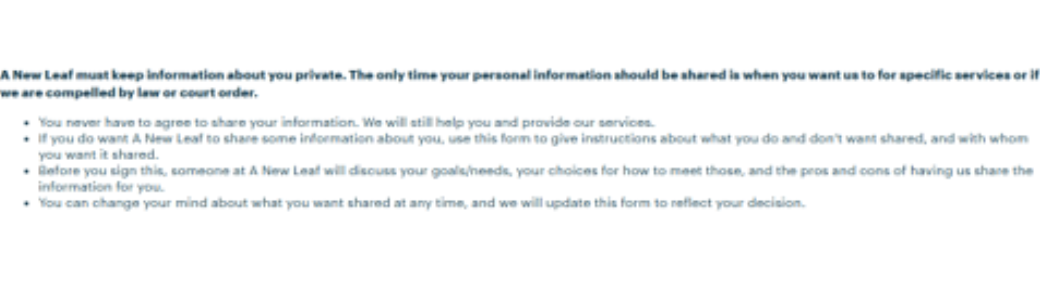 A New Leaf must keep information about you private. The only time your personal information should be shared is when you want us to for specific services or if
we are compelled by law or court order.
• You never have to agree to share your information. We will still help you and provide our services.
• If you do want A New Leaf to share some information about you, use this form to give instructions about what you do and don't want shared, and with whom
you want it shared.
• Before you sign this, someone at A New Leaf will discuss your goals/needs, your choices for how to meet those, and the pros and cons of having us share the
information for you.
• You can change your mind about what you want shared at any time, and we will update this form to reflect your decision.